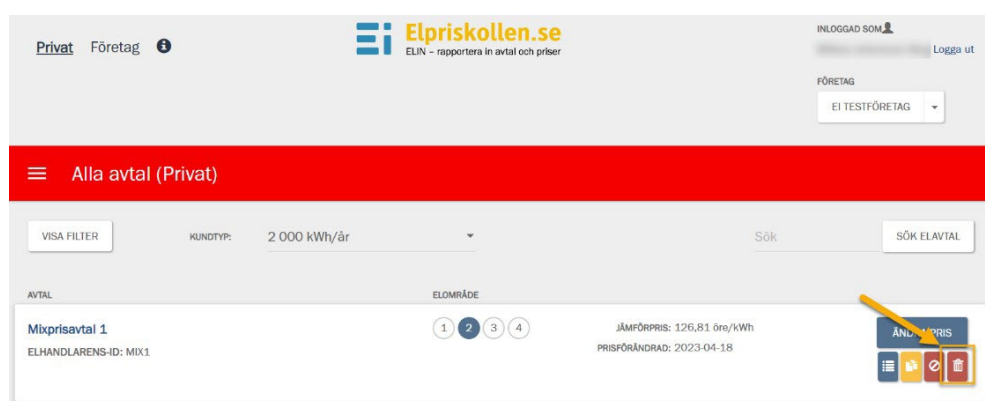 Privat Företag
Elpriskollen.se
ELIN - rapportera in avtal och priser
INLOGGAD SOM
Logga ut
FÖRETAG
EI TESTFÖRETAG
Alla avtal (Privat)
VISA FILTER
KUNDTYP: 2 000 kWh/år
Sök
SÖK ELAVTAL
AVTAL
ELOMRÅDE
Mixprisavtal 1
ELHANDLARENS-ID: MIX1
1 2 3 4
JÄMFÖRPRIS: 126,81 öre/kWh
PRISFÖRÄNDRAD: 2023-04-18
PRIS